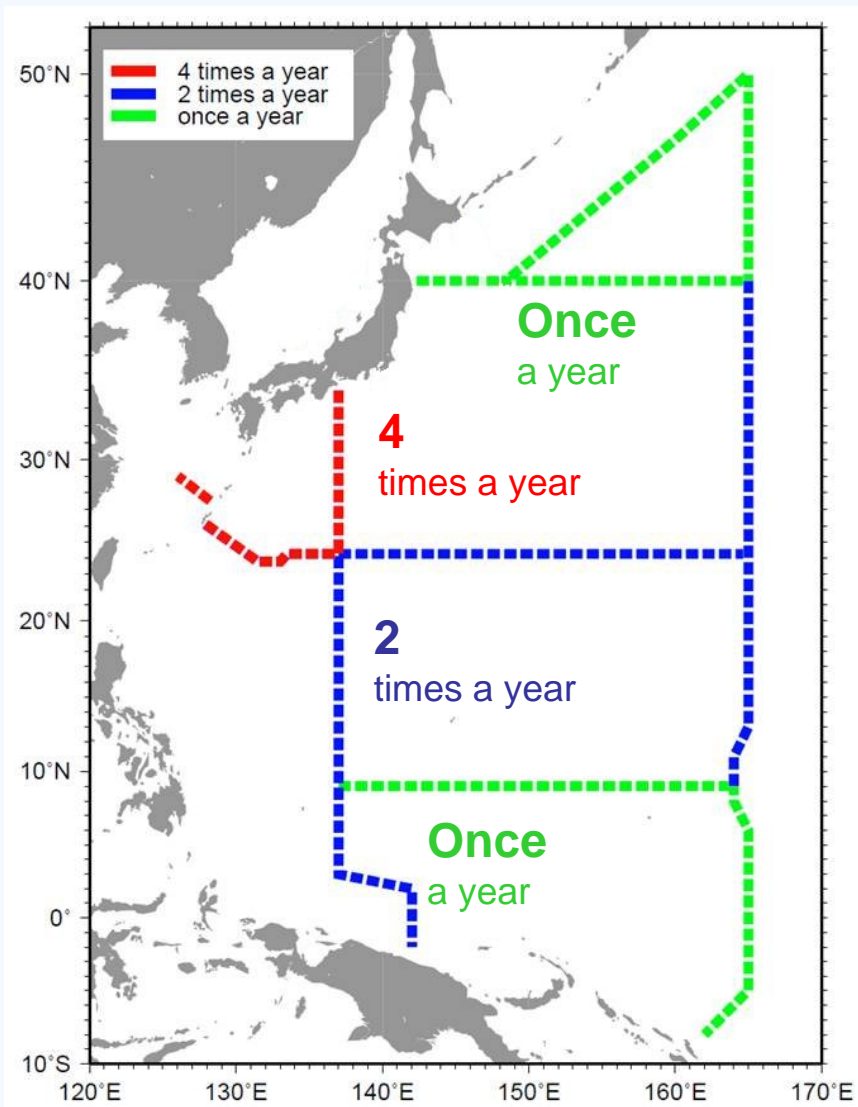 50°N
4 times a year
2 times a year
once a year
40°N
Once
a year
4
times a year
30°N
20°N
2
times a year
10°N
Once
a year
0°
10°S
120°E 130°E 140°E 150°E 160°E 170°E